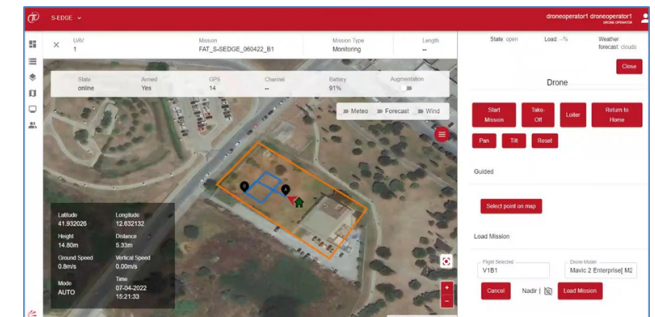 S-EDGE
droneoperator1 droneoperator1
DRONE OPERATOR
UAV
1
Mission
FAT_S-EDGE_060422_B1
Mission Type
Monitoring
Length
--
State
online
Armed
Yes
GPS
14
Channel
--
Battery
91%
Augmentation
Meteo
Forecast
Wind
Latitude
41.932026
Longitude
12.632132
Height
14.80m
Distance
5.33m
Ground Speed
0.8m/s
Vertical Speed
0.00m/s
Mode
AUTO
Time
07-04-2022
15:21:33
State: open
Load: -%
Weather
forecast: clouds
Close
Drone
Start
Mission
Take-
Off
Loiter
Return to
Home
Pan
Tilt
Reset
Guided
Select point on map
Load Mission
Flight Selected
V1B1
Drone Model
Mavic 2 Enterprise[ M2
Cancel
Nadir [
Load Mission